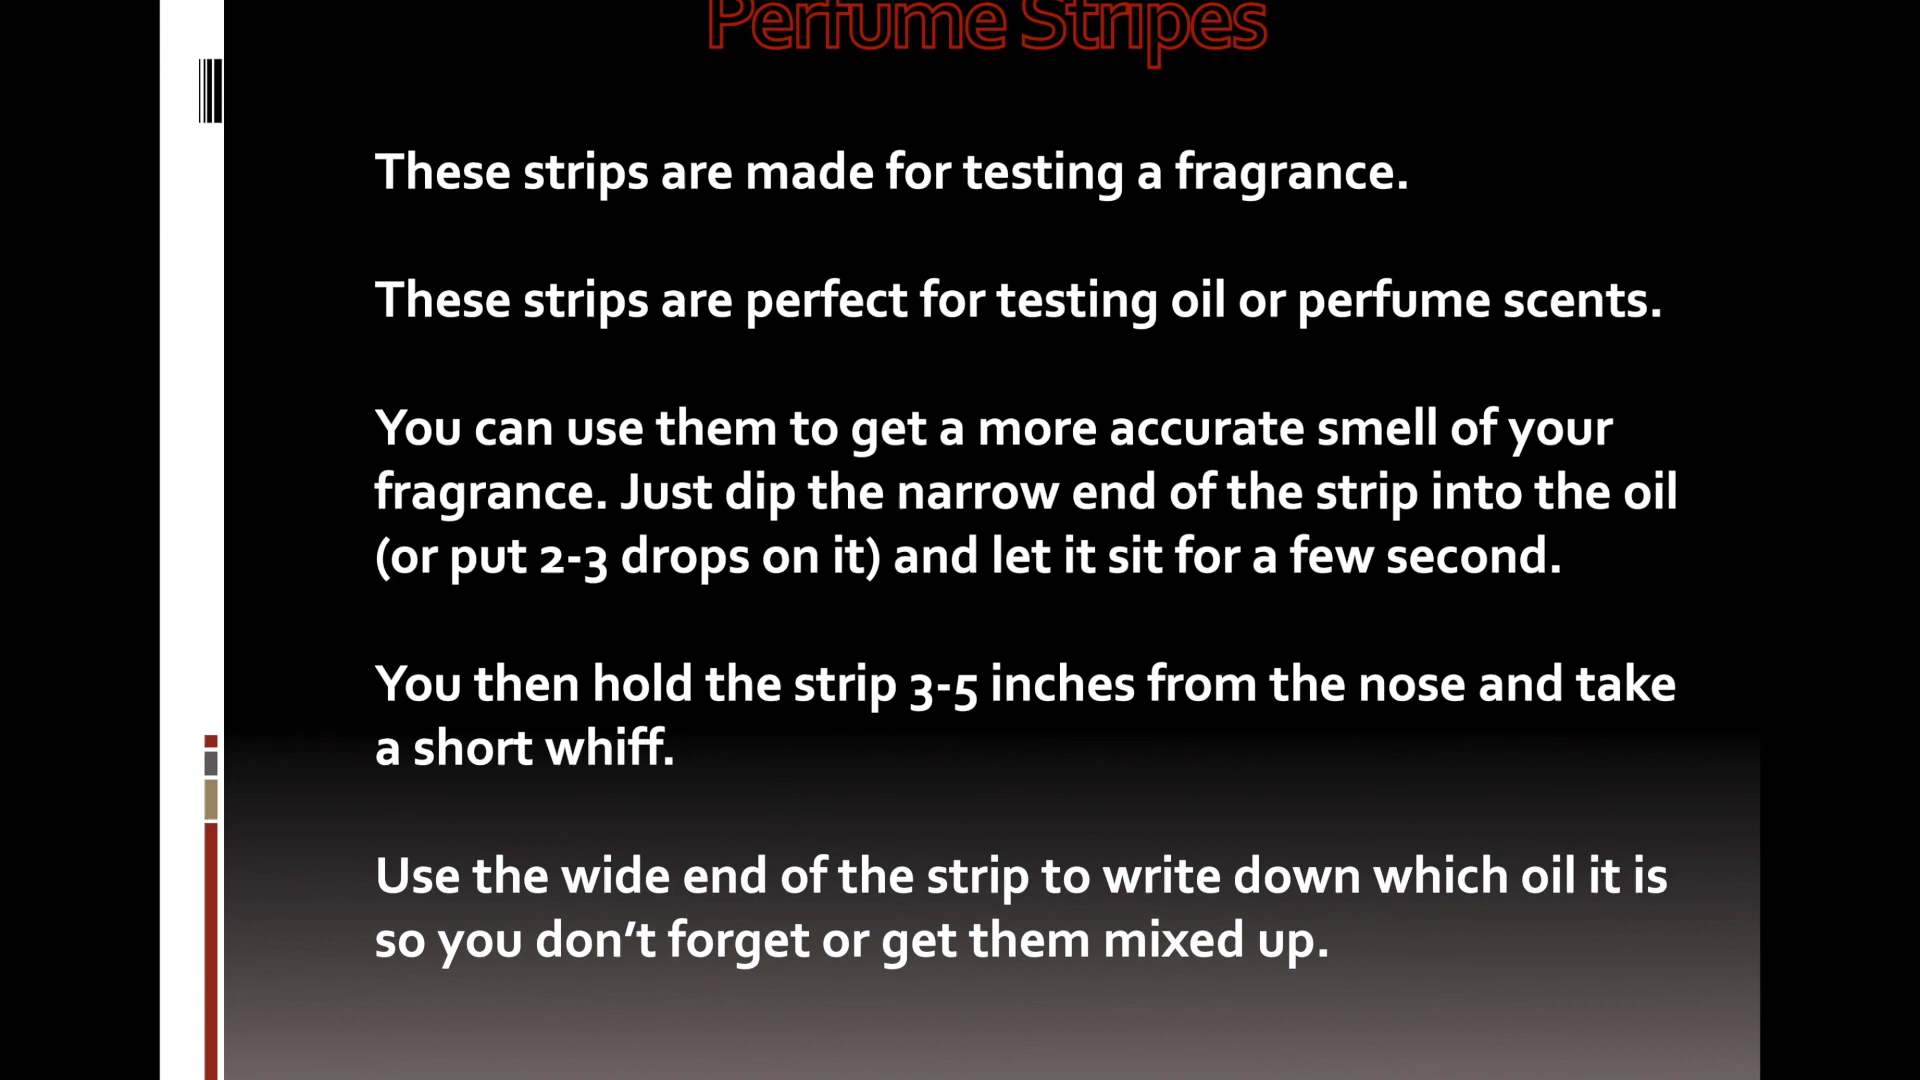 Perfume Stripes
These strips are made for testing a fragrance.
These strips are perfect for testing oil or perfume scents.
You can use them to get a more accurate smell of your
fragrance. Just dip the narrow end of the strip into the oil
(or put 2-3 drops on it) and let it sit for a few second.
You then hold the strip 3-5 inches from the nose and take
a short whiff.
Use the wide end of the strip to write down which oil it is
so you don’t forget or get them mixed up.